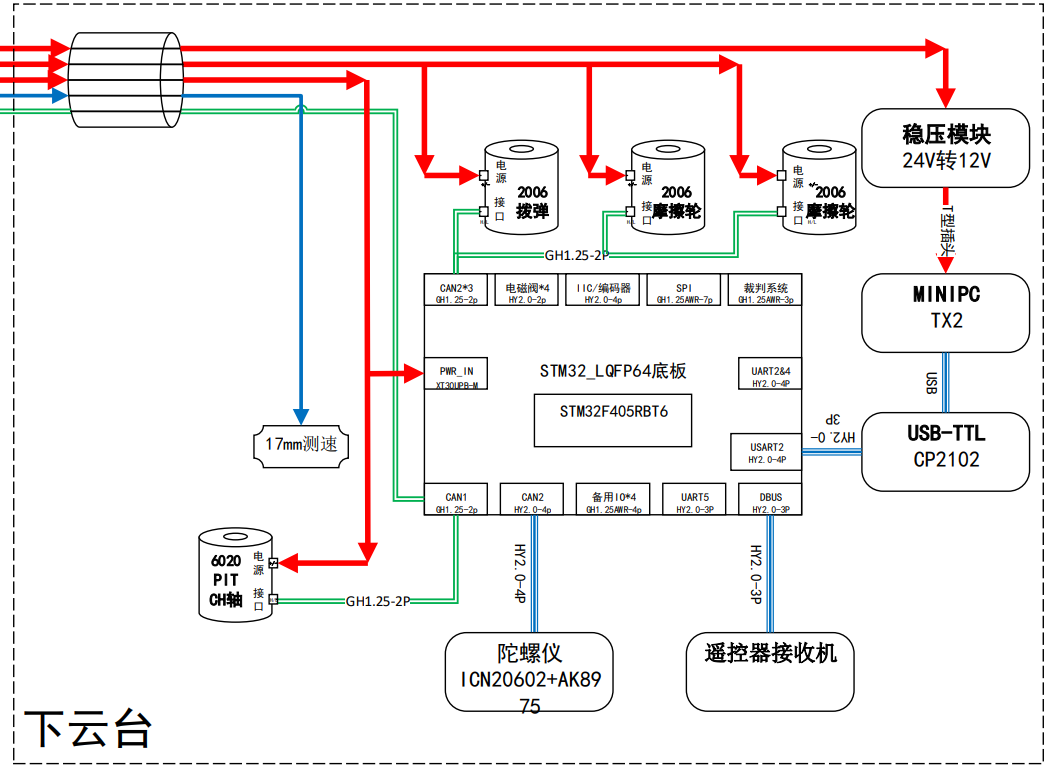 稳压模块
24V转12V
电
源
+/-
2006
接
口
拨弹
H/L
电
源
+/-
2006
接
口
摩擦轮
H/L
电
源
+/-
2006
接
口
摩擦轮
H/L
T型插头
GH1.25-2P
CAN2*3
GH1.25-2p
电磁阀*4
HY2.0-2p
IIC/编码器
HY2.0-4p
SPI
GH1.25AWR-7p
裁判系统
GH1.25AWR-3p
MINIPC
TX2
PWR_IN
XT30UPB-M
STM32_LQFP64底板
UART2&4
HY2.0-4P
USB
STM32F405RBT6
HY2.0-
3P
17mm测速
USART2
HY2.0-4P
USB-TTL
CP2102
CAN1
GH1.25-2p
CAN2
HY2.0-4p
备用IO*4
GH1.25AWR-4p
UART5
HY2.0-3P
DBUS
HY2.0-3P
6020
PIT
CH轴
电
源
接
口
HY2.0-4P
HY2.0-3P
GH1.25-2P
陀螺仪
ICN20602+AK89
75
遥控器接收机
下云台